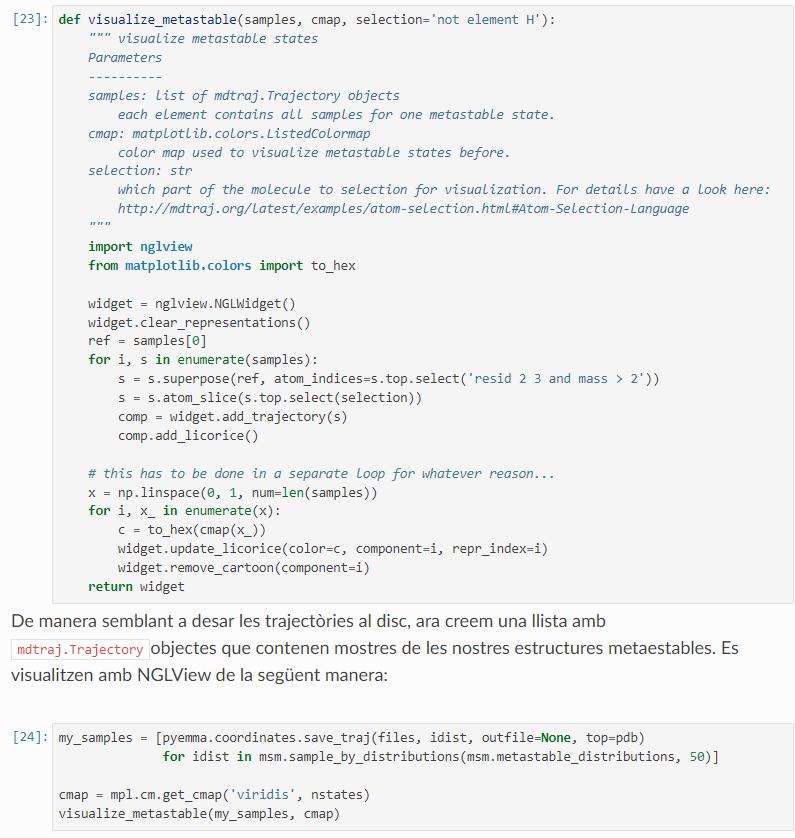 [23]: def visualize_metastable(samples, cmap, selection='not element H'):
    """ visualize metastable states
    Parameters
    ----------
    samples: list of mdtraj.Trajectory objects
        each element contains all samples for one metastable state.
    cmap: matplotlib.colors.ListedColormap
        color map used to visualize metastable states before.
    selection: str
        which part of the molecule to selection for visualization. For details have a look here:
        http://mdtraj.org/latest/examples/atom-selection.html#Atom-Selection-Language
    """
    import nglview
    from matplotlib.colors import to_hex

    widget = nglview.NGLWidget()
    widget.clear_representations()
    ref = samples[0]
    for i, s in enumerate(samples):
        s = s.superpose(ref, atom_indices=s.top.select('resid 2 3 and mass > 2'))
        s = s.atom_slice(s.top.select(selection))
        comp = widget.add_trajectory(s)
        comp.add_licorice()

    # this has to be done in a separate loop for whatever reason...
    x = np.linspace(0, 1, num=len(samples))
    for i, x_ in enumerate(x):
        c = to_hex(cmap(x_))
        widget.update_licorice(color=c, component=i, repr_index=i)
        widget.remove_cartoon(component=i)
    return widget
De manera semblant a desar les trajectòries al disc, ara creem una llista amb
mdtraj.Trajectory objectes que contenen mostres de les nostres estructures metaestables. Es
visualitzen amb NGLView de la següent manera:
[24]: my_samples = [pyemma.coordinates.save_traj(files, idist, outfile=None, top=pdb)
              for idist in msm.sample_by_distributions(msm.metastable_distributions, 50)]

cmap = mpl.cm.get_cmap('viridis', nstates)
visualize_metastable(my_samples, cmap)